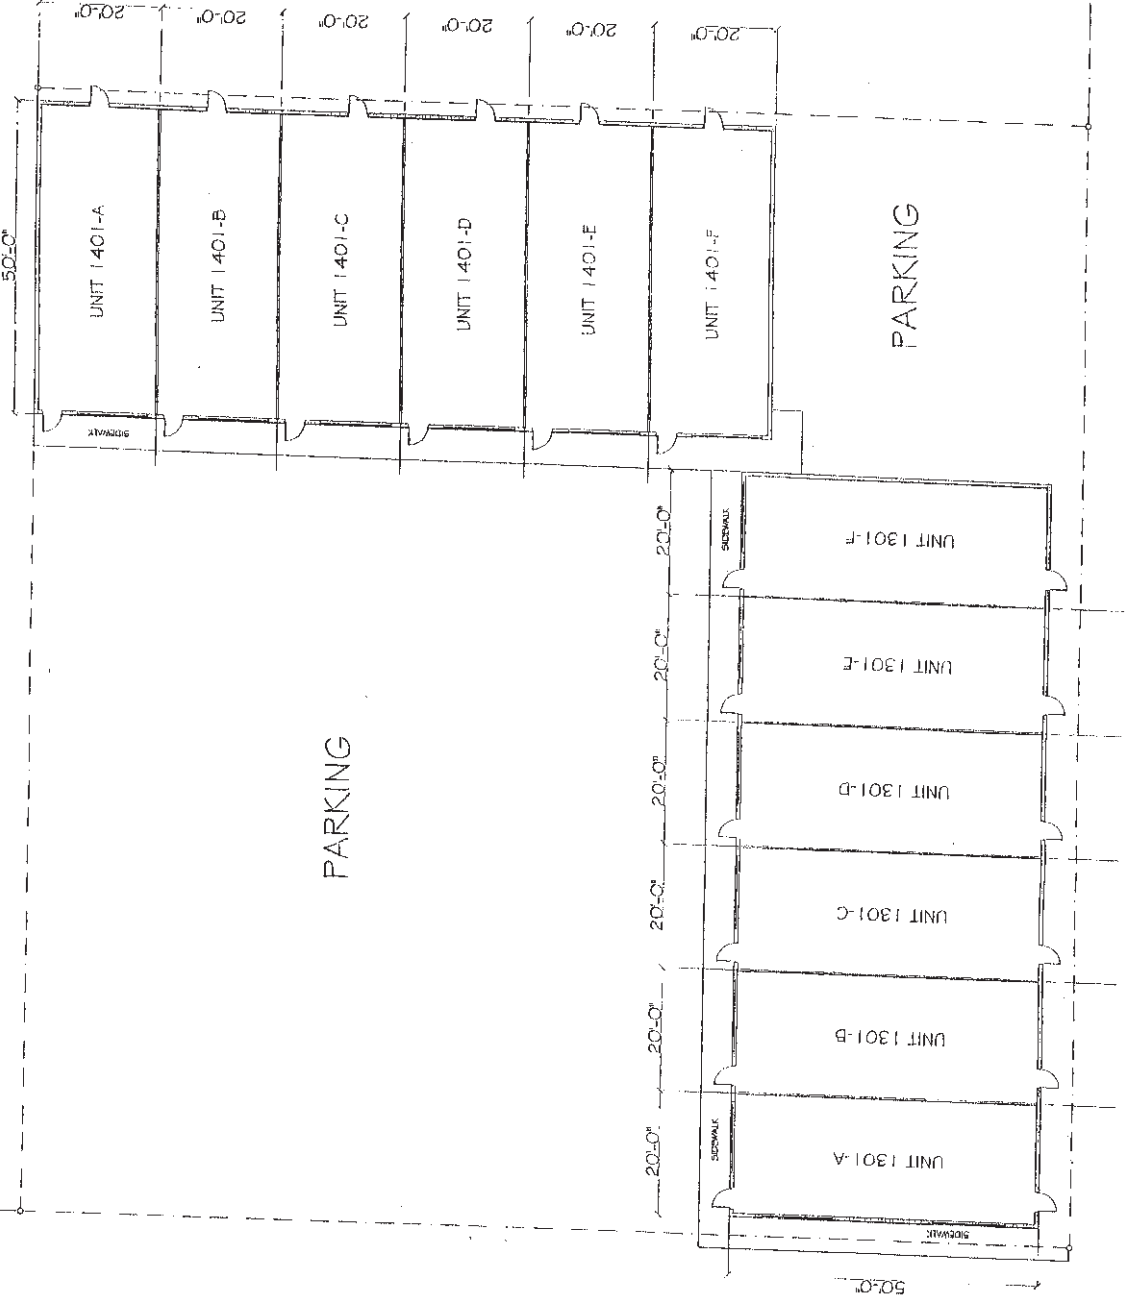 20'-0"
20'-0"
20'-0"
20'-0"
20'-0"
20'-0"
50'-0"
UNIT 1401-A
UNIT 1401-B
UNIT 1401-C
UNIT 1401-D
UNIT 1401-E
UNIT 1401-F
PARKING
SIDEWALK
SIDEWALK
20'-0"
UNIT 1301-F
20'-0"
UNIT 1301-E
PARKING
20'-0"
UNIT 1301-D
20'-0"
UNIT 1301-C
20'-0"
UNIT 1301-B
20'-0"
SIDEWALK
UNIT 1301-A
SIDEWALK
50'-0"